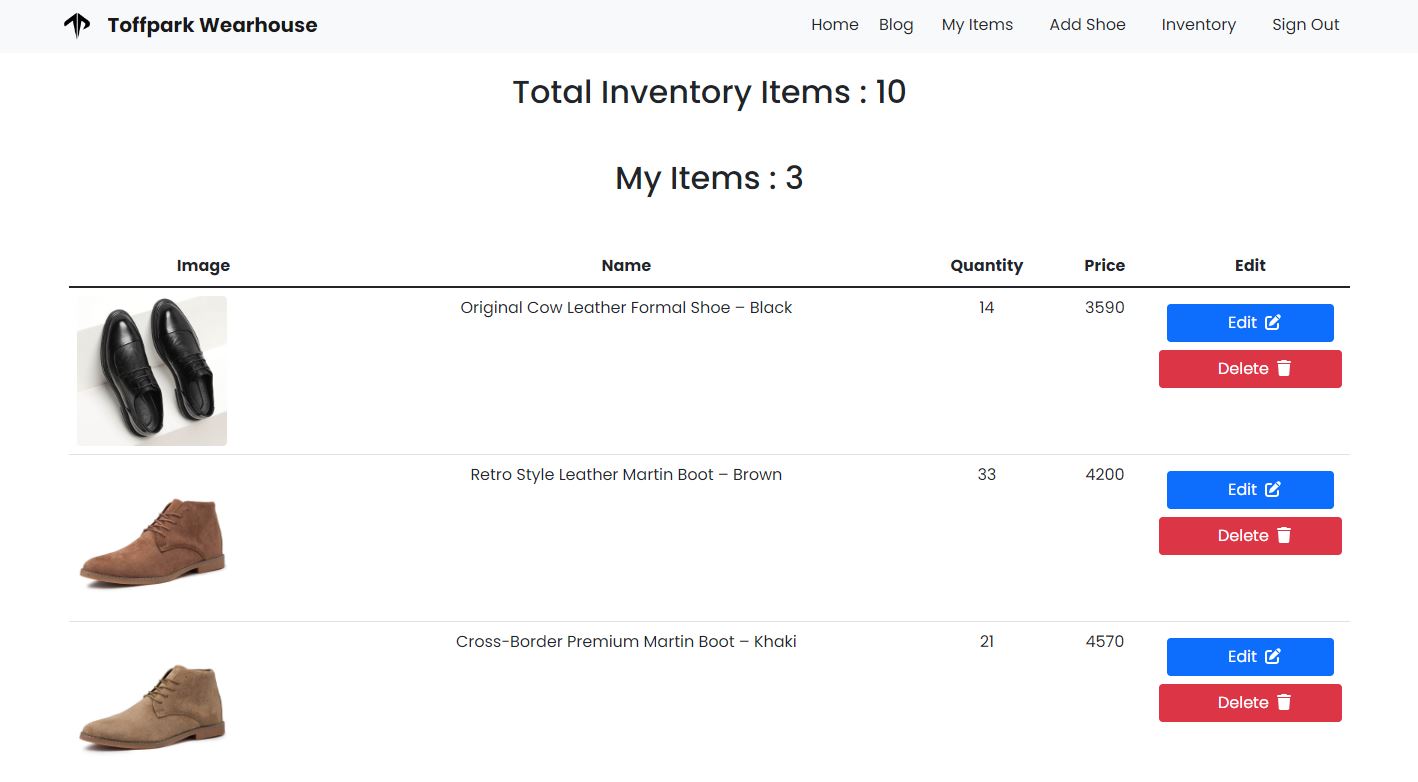 Toffpark Wearhouse Home Blog My Items Add Shoe Inventory Sign Out
Total Inventory Items : 10
My Items : 3
Image Name Quantity Price Edit
Original Cow Leather Formal Shoe – Black 14 3590 Edit
Delete
Retro Style Leather Martin Boot – Brown 33 4200 Edit
Delete
Cross-Border Premium Martin Boot – Khaki 21 4570 Edit
Delete